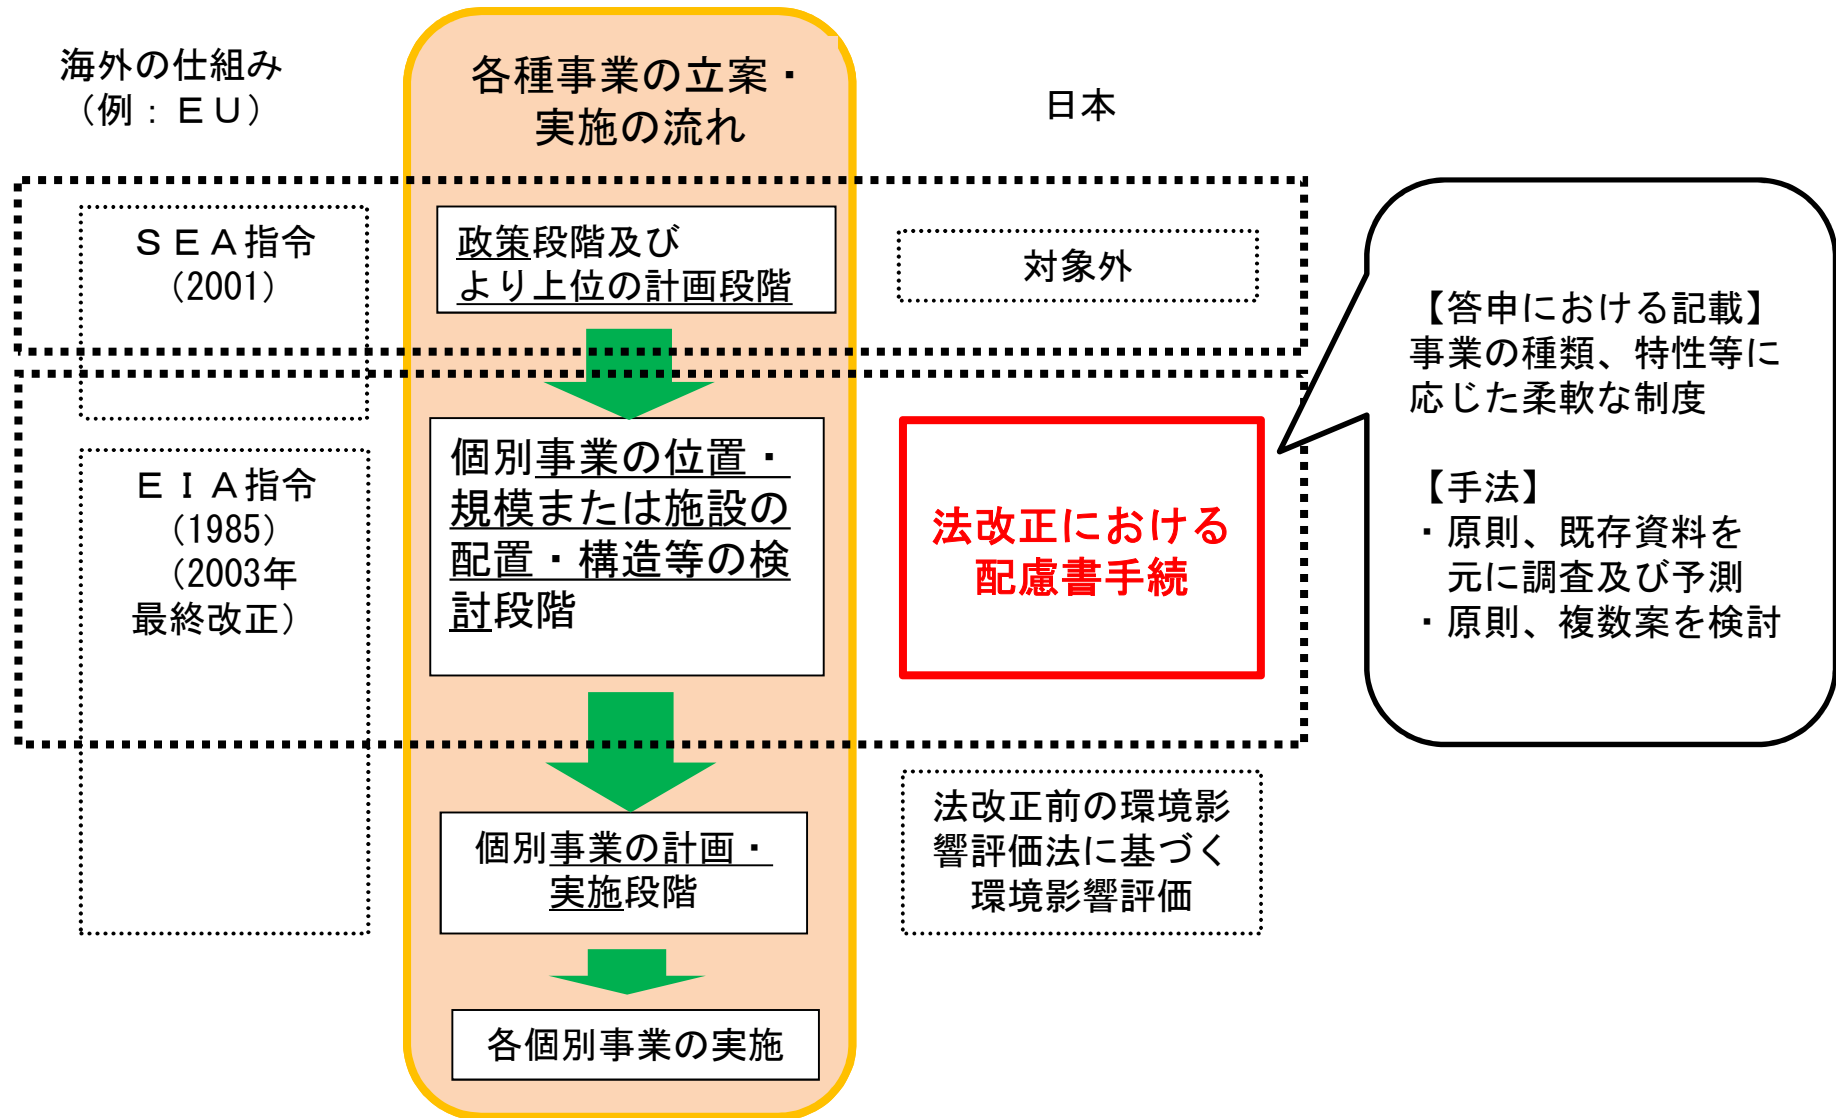 海外の仕組み
（例：ＥＵ）
各種事業の立案・
実施の流れ
日本
ＳＥＡ指令
（2001）
政策段階及び
より上位の計画段階
対象外
ＥＩＡ指令
（1985）
（2003年
最終改正）
個別事業の位置・
規模または施設の
配置・構造等の検
討段階
法改正における
配慮書手続
【答申における記載】
事業の種類、特性等に
応じた柔軟な制度
【手法】
・原則、既存資料を
元に調査及び予測
・原則、複数案を検討
個別事業の計画・
実施段階
法改正前の環境影
響評価法に基づく
環境影響評価
各個別事業の実施